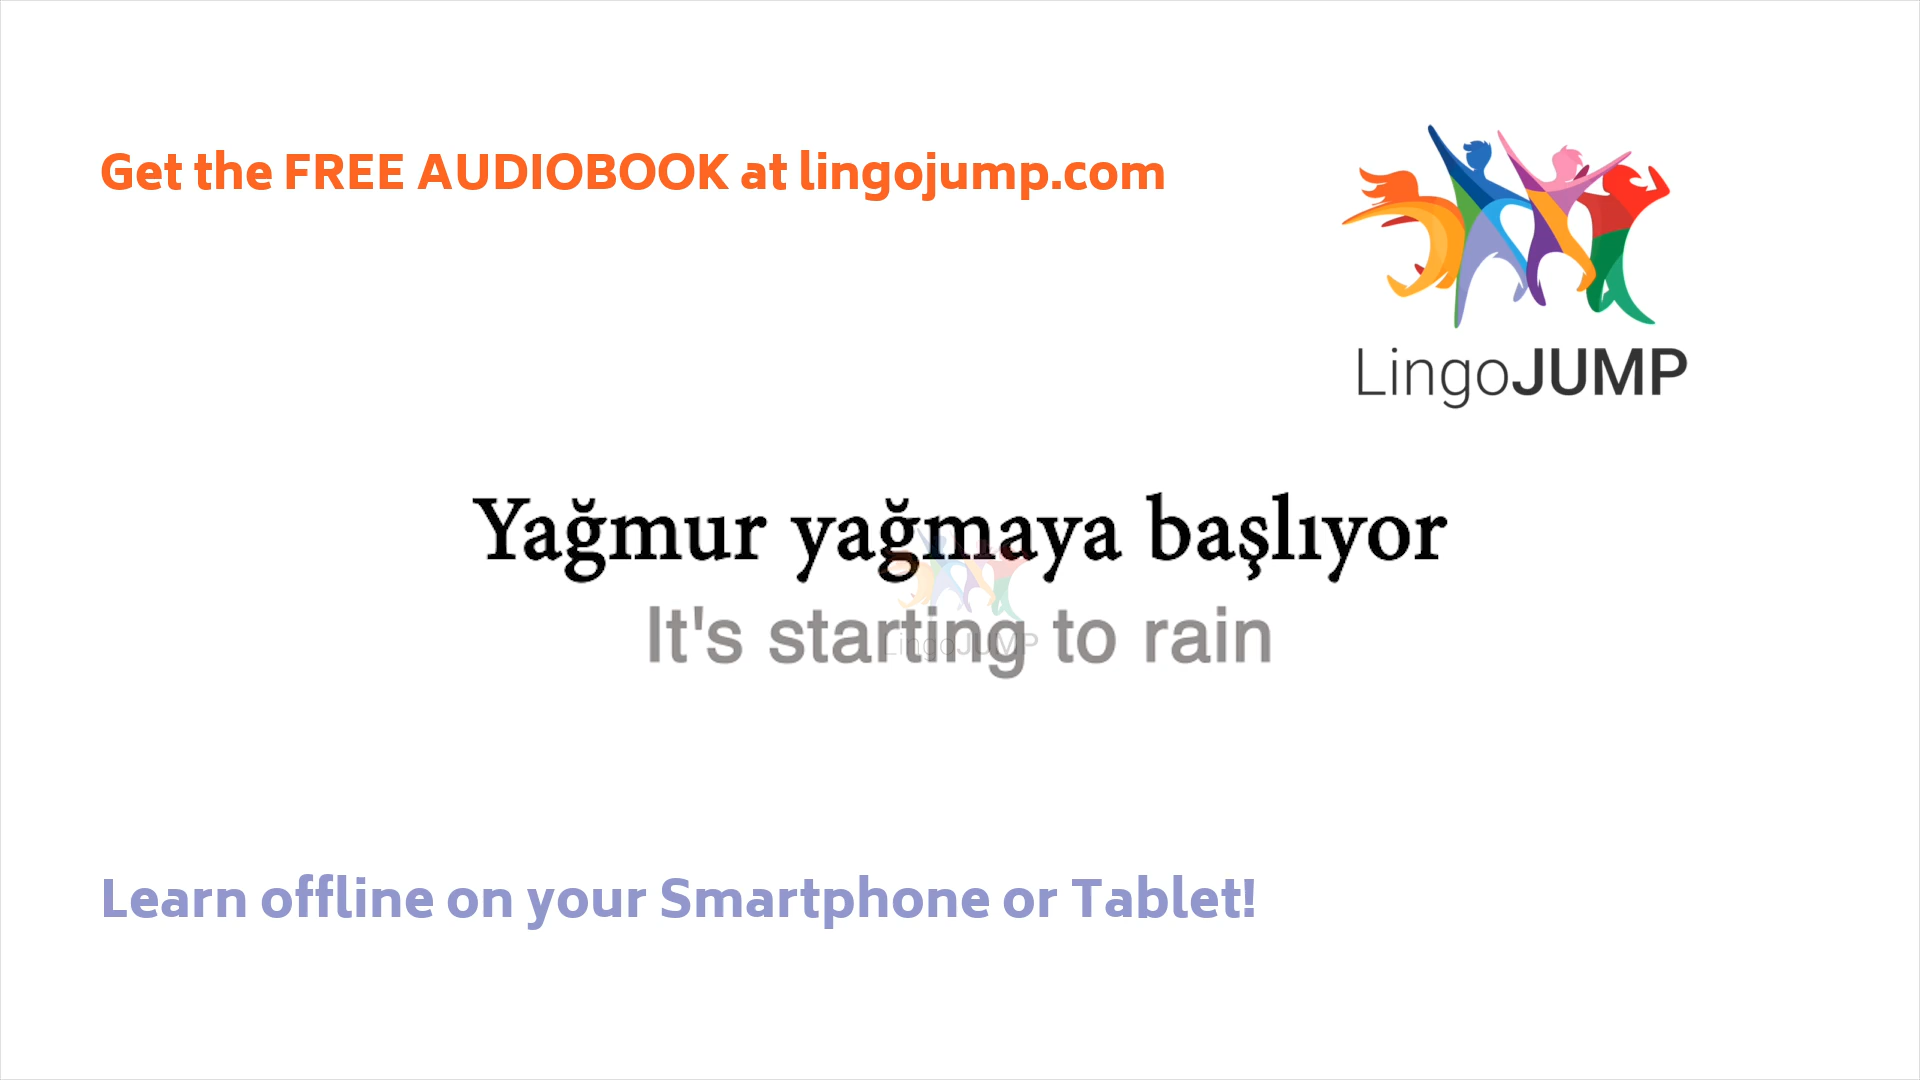 Get the FREE AUDIOBOOK at lingojump.com
LingoJUMP
Yağmur yağmaya başlıyor
It's starting to rain
LingoJUMP
Learn offline on your Smartphone or Tablet!